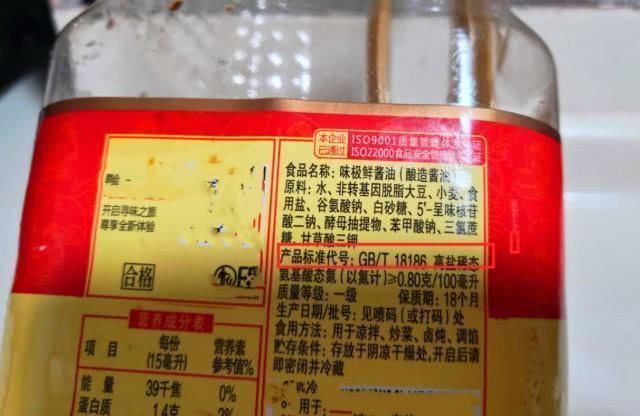 本企业已通过
ISO9001质量管理体系认证
ISO22000食品安全管理体系认证
食品名称：味极鲜酱油（酿造酱油）
原料：水、非转基因脱脂大豆、小麦、食
用盐、谷氨酸钠、白砂糖、5'-呈味核苷
酸二钠、酵母抽提物、苯甲酸钠、三氯蔗
糖、甘草酸三钾
产品标准代号：GB/T 18186 高盐稀态
氨基酸态氮（以氮计）≥0.80克/100毫升
质量等级：一级 保质期：18个月
生产日期/批号：见喷码（或打码）处
食用方法：用于凉拌、炒菜、卤炖、调馅
贮存条件：存放于阴凉干燥处，开启后请
即密闭并冷藏
用于：
开启寻味之旅
尊享全新体验
合格
营养成分表
项目 每份(15毫升) 营养素参考值%
能量 39千焦 0%
蛋白质 1.4克 2%